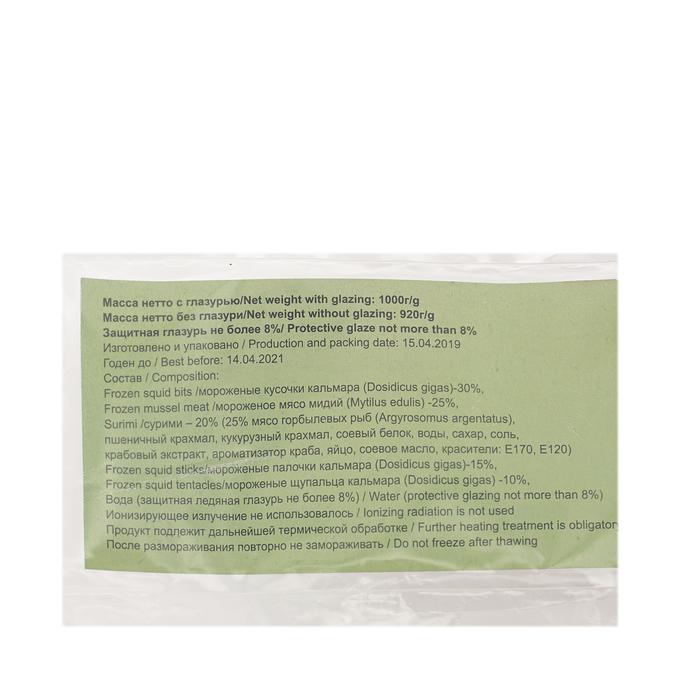 Масса нетто с глазурью/Net weight with glazing: 1000г/g
Масса нетто без глазури/Net weight without glazing: 920г/g
Защитная глазурь не более 8%/ Protective glaze not more than 8%
Изготовлено и упаковано / Production and packing date: 15.04.2019
Годен до / Best before: 14.04.2021
Состав / Composition:
Frozen squid bits /мороженые кусочки кальмара (Dosidicus gigas)-30%,
Frozen mussel meat /мороженое мясо мидий (Mytilus edulis) -25%,
Surimi /сурими – 20% (25% мясо горбылевых рыб (Argyrosomus argentatus),
пшеничный крахмал, кукурузный крахмал, соевый белок, воды, сахар, соль,
крабовый экстракт, ароматизатор краба, яйцо, соевое масло, красители: E170, E120)
Frozen squid sticks/мороженые палочки кальмара (Dosidicus gigas)-15%,
Frozen squid tentacles/мороженые щупальца кальмара (Dosidicus gigas) -10%,
Вода (защитная ледяная глазурь не более 8%) / Water (protective glazing not more than 8%)
Ионизирующее излучение не использовалось / Ionizing radiation is not used
Продукт подлежит дальнейшей термической обработке / Further heating treatment is obligator
После размораживания повторно не замораживать / Do not freeze after thawing